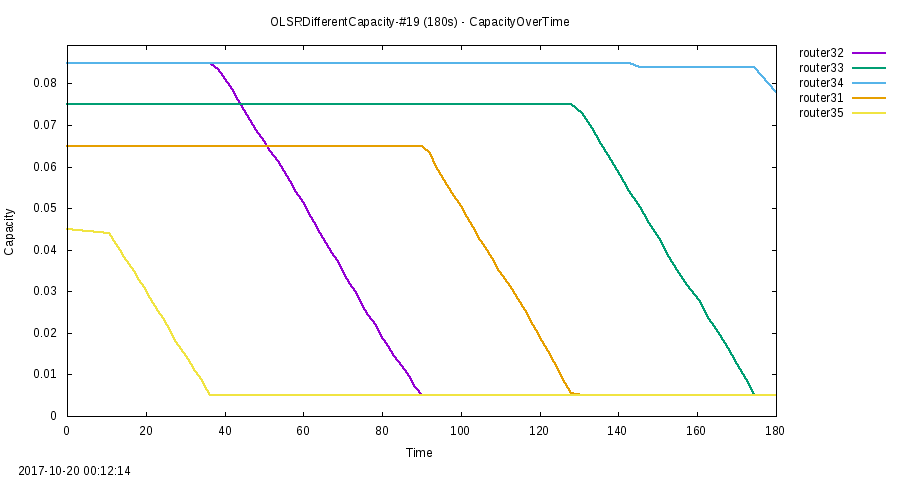 OLSRDifferentCapacity-#19 (180s) - CapacityOverTime
router32
router33
router34
router31
router35
0.08
0.07
0.06
0.05
0.04
0.03
0.02
0.01
0
Capacity
0 20 40 60 80 100 120 140 160 180
Time
2017-10-20 00:12:14